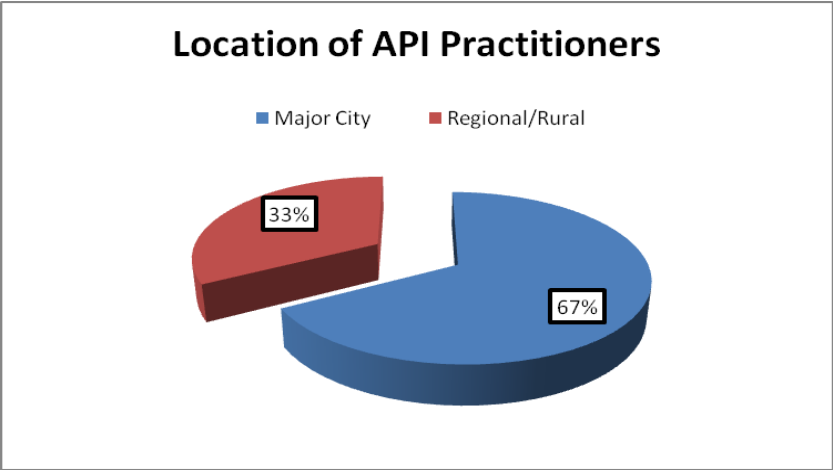 Location of API Practitioners
Major City Regional/Rural
33%
67%